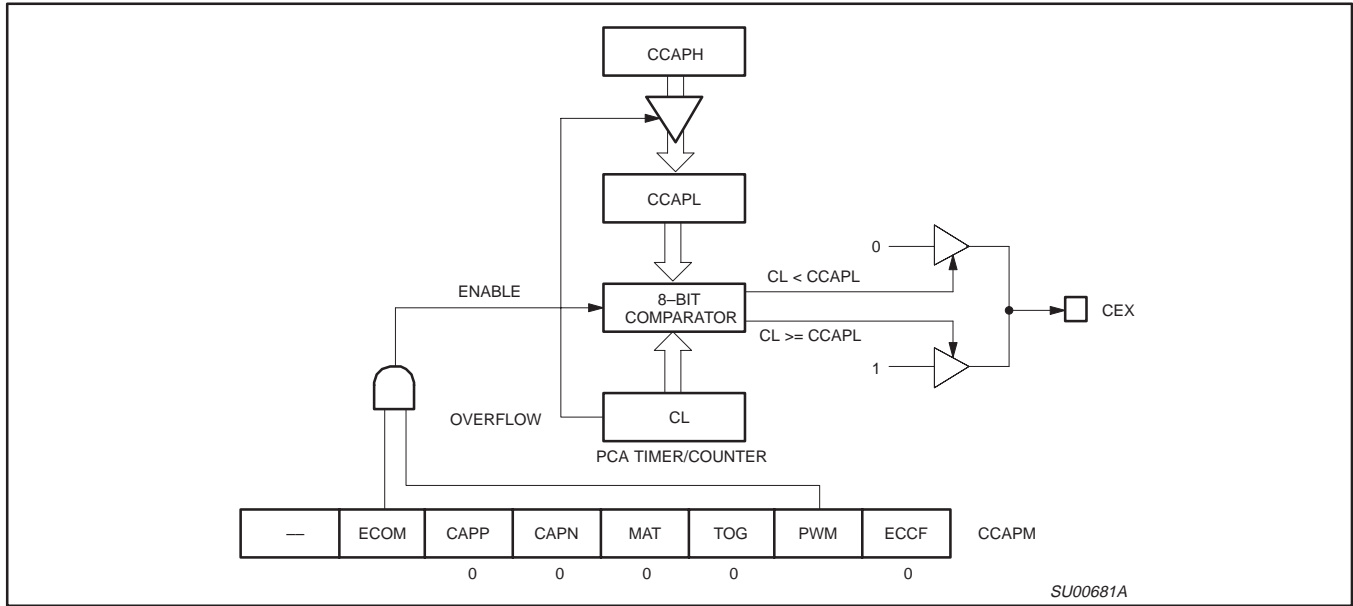 CCAPH
CCAPL
0
CL < CCAPL
ENABLE
8–BIT
COMPARATOR
CEX
CL >= CCAPL
1
OVERFLOW
CL
PCA TIMER/COUNTER
— ECOM CAPP CAPN MAT TOG PWM ECCF CCAPM
0 0 0 0 0
SU00681A